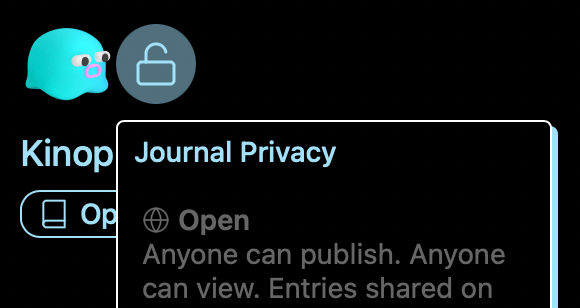 Kinop
Journal Privacy
Op
Open
Anyone can publish. Anyone
can view. Entries shared on